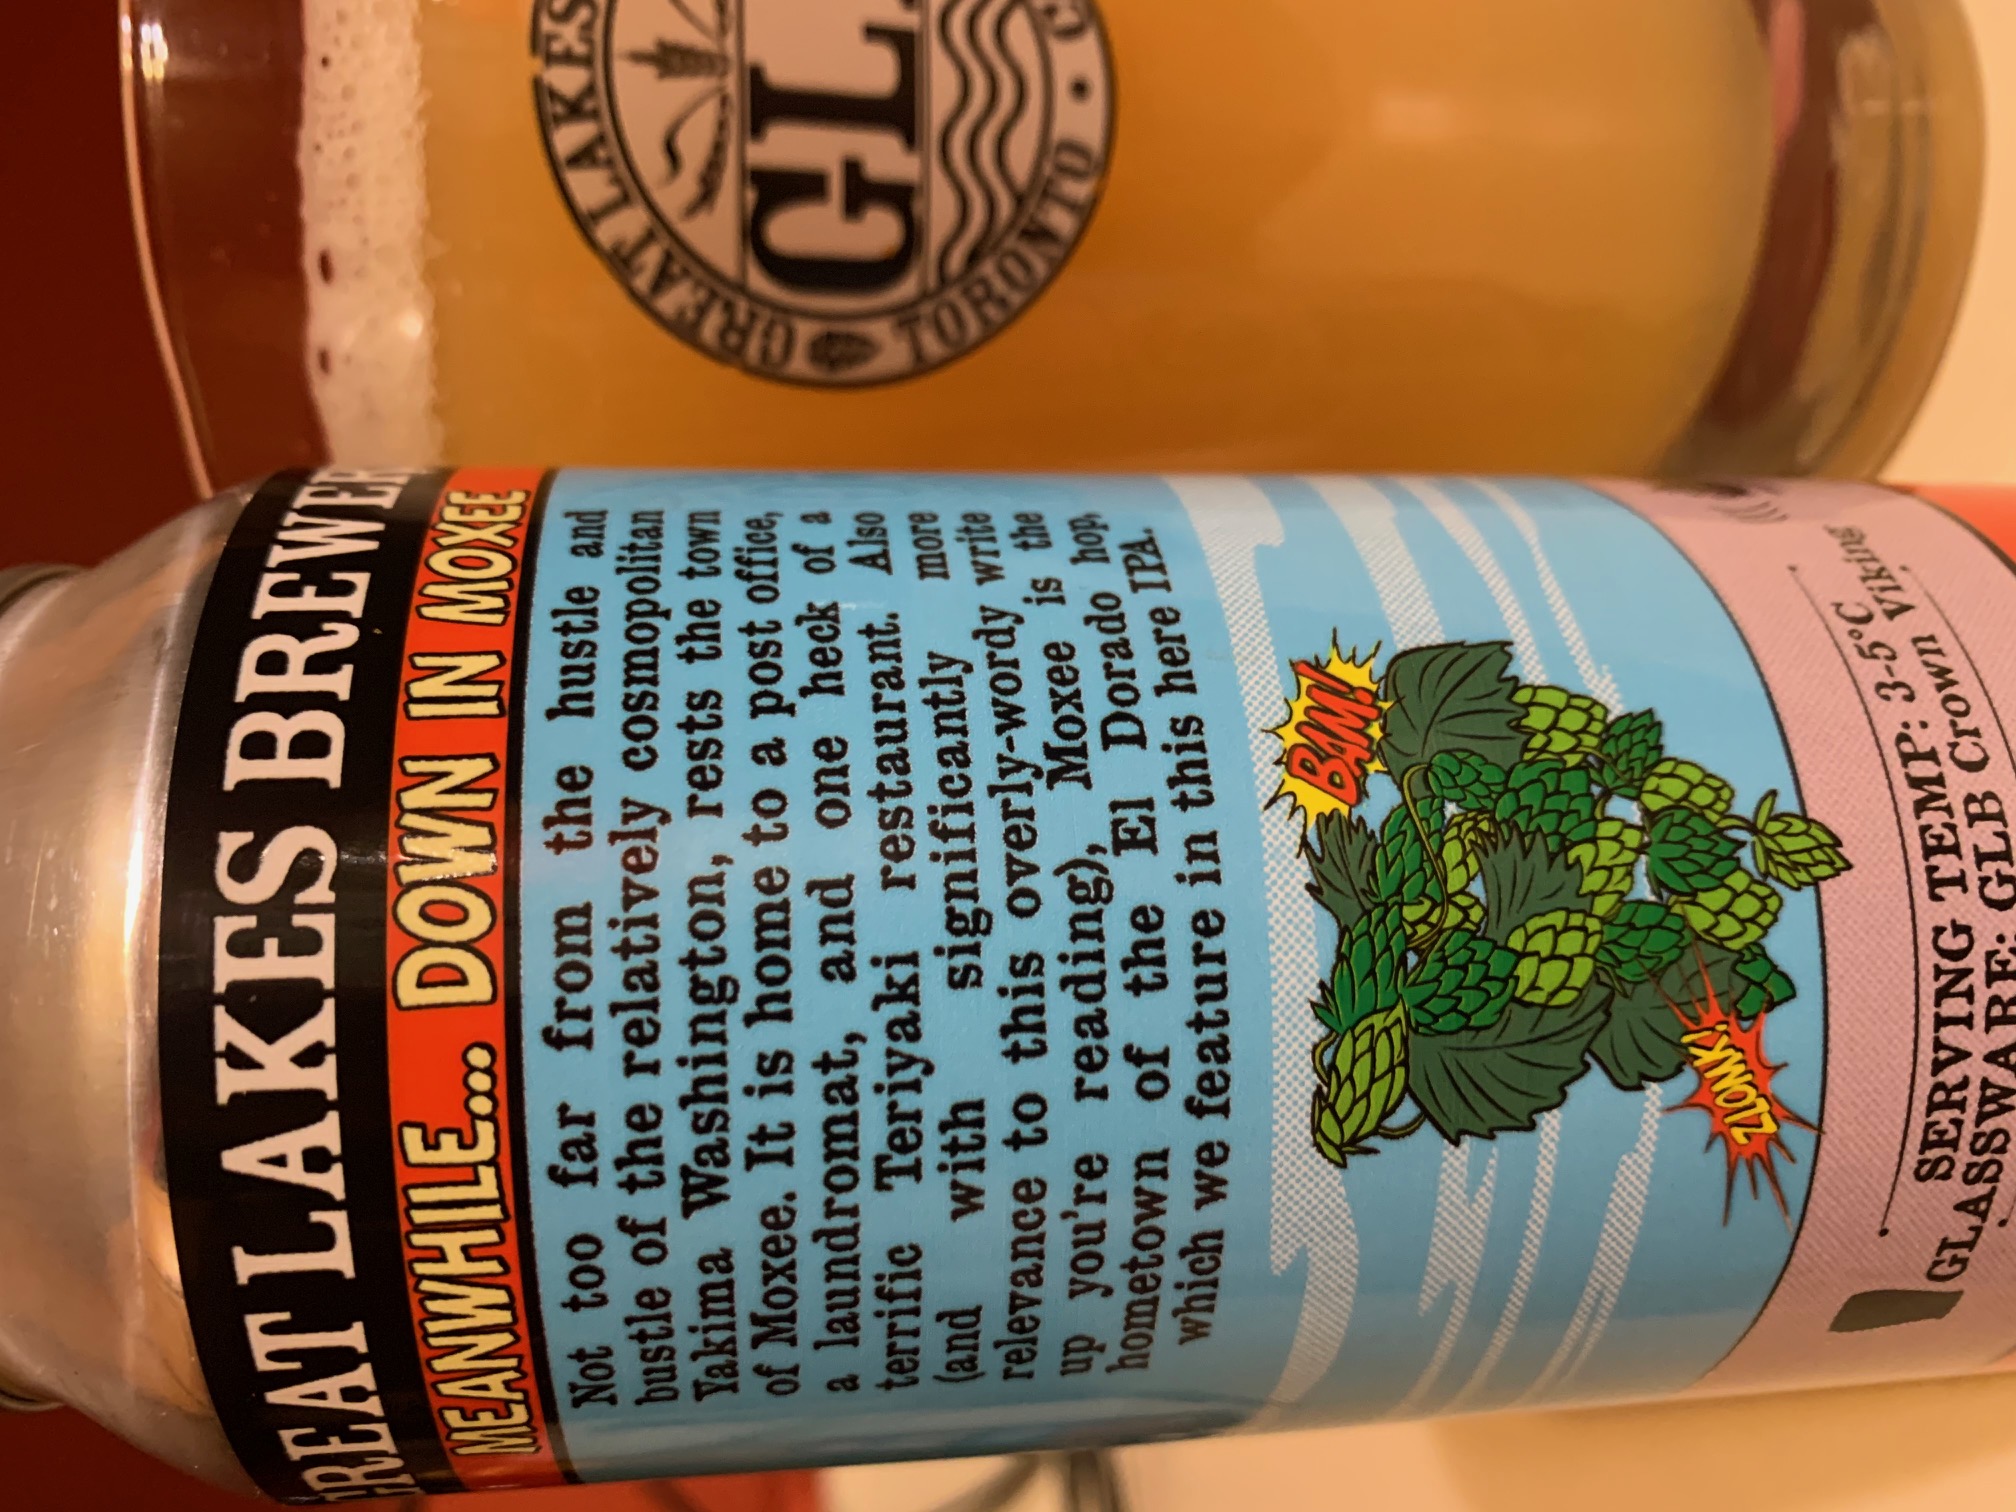 GREAT LAKES BREWER
MEANWHILE... DOWN IN MOXEE
Not too far from the hustle and
bustle of the relatively cosmopolitan
Yakima Washington, rests the town
of Moxee. It is home to a post office,
a laundromat, and one heck of a
terrific Teriyaki restaurant. Also
(and with significantly more
relevance to this overly-wordy write
up you're reading), Moxee is the
hometown of the El Dorado hop,
which we feature in this here IPA.
BAM!
ZLONK!
SERVING TEMP: 3-5°C
GLASSWARE: GLB Crown Viking
GREAT LAKES
GL
TORONTO • C